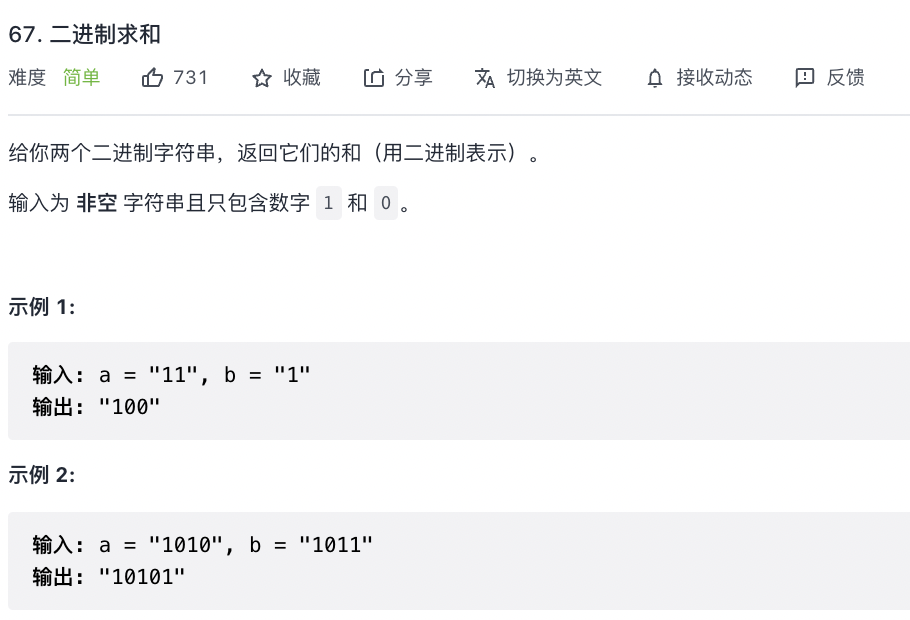 67. 二进制求和
难度 简单 731 收藏 分享 切换为英文 接收动态 反馈
给你两个二进制字符串，返回它们的和（用二进制表示）。
输入为 非空 字符串且只包含数字 1 和 0。
示例 1:
输入: a = "11", b = "1"
输出: "100"
示例 2:
输入: a = "1010", b = "1011"
输出: "10101"